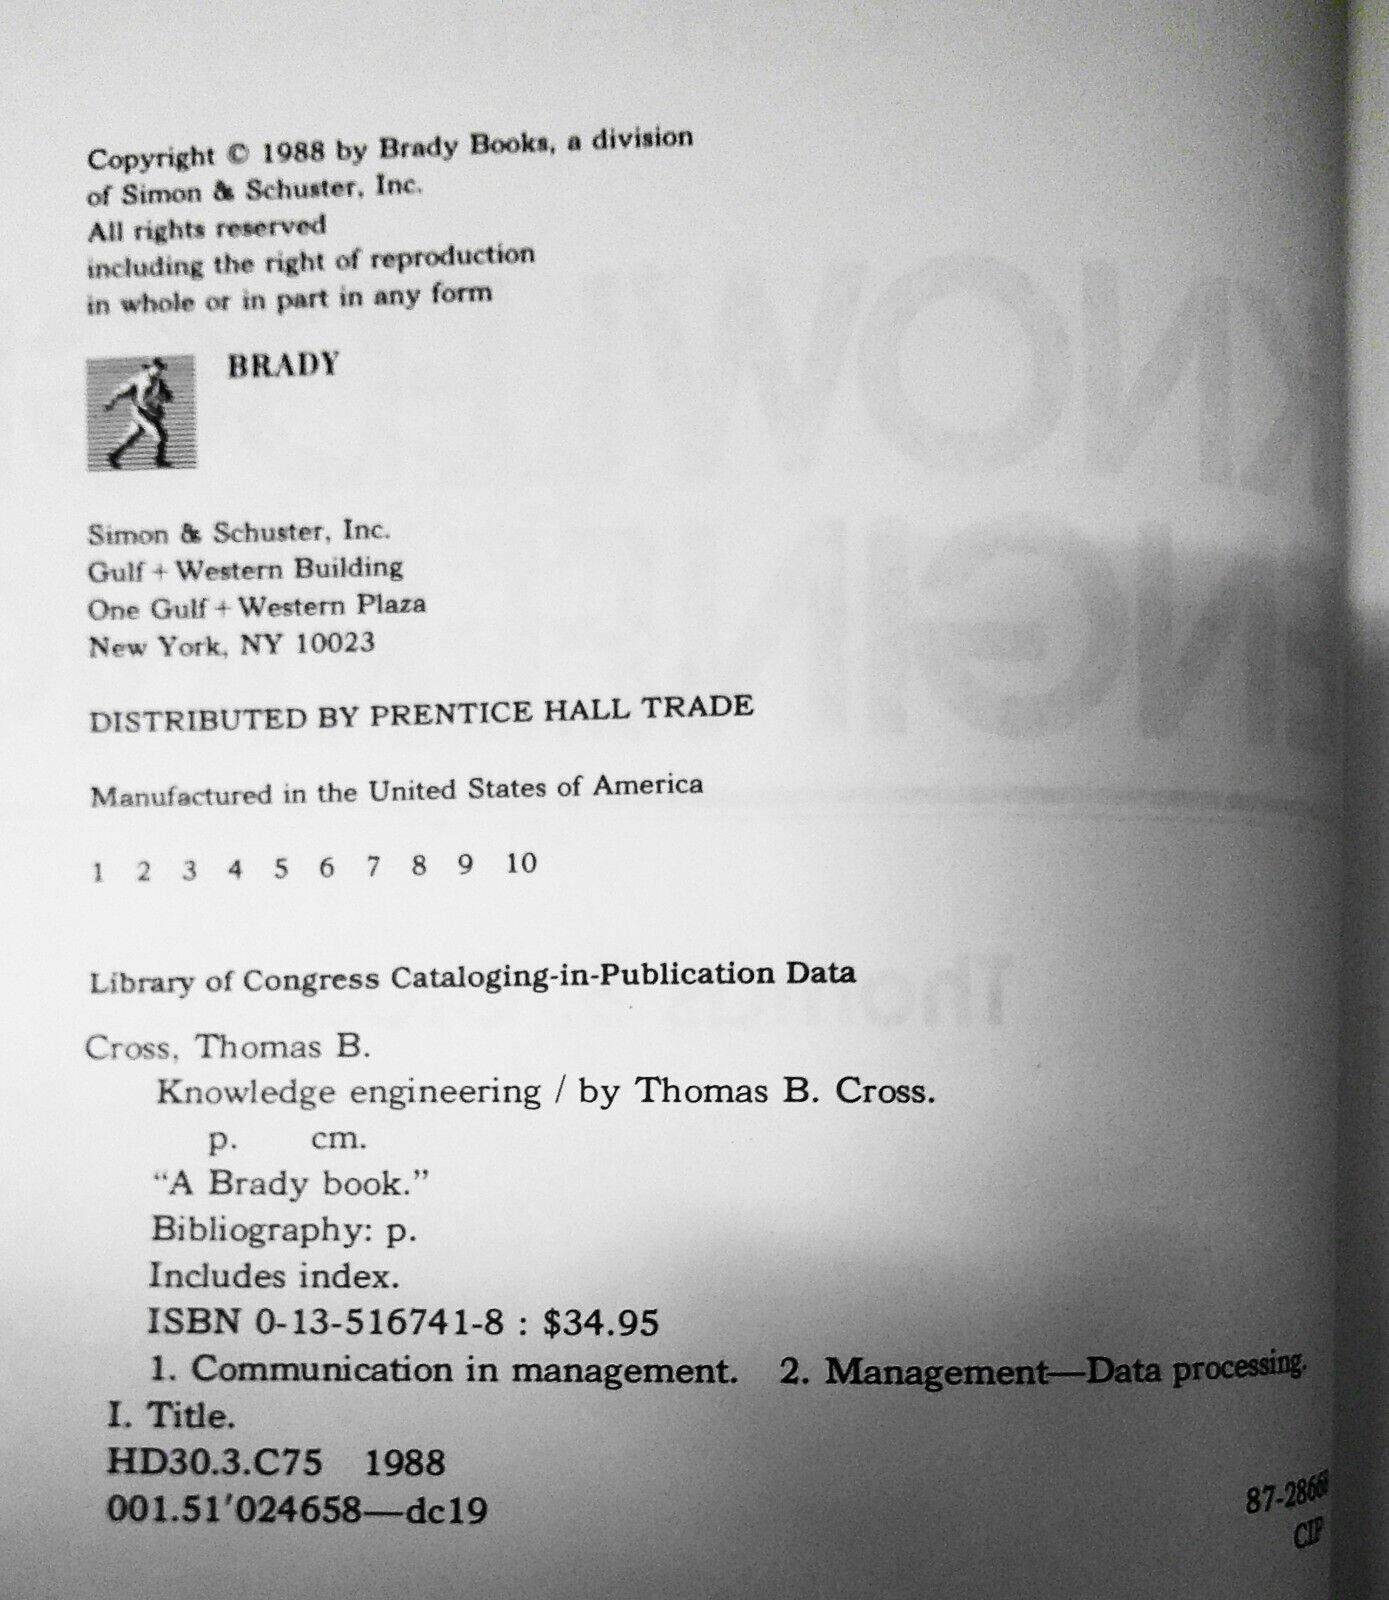 Copyright © 1988 by Brady Books, a division
of Simon & Schuster, Inc.
All rights reserved
including the right of reproduction
in whole or in part in any form
BRADY
Simon & Schuster, Inc.
Gulf + Western Building
One Gulf + Western Plaza
New York, NY 10023
DISTRIBUTED BY PRENTICE HALL TRADE
Manufactured in the United States of America
1 2 3 4 5 6 7 8 9 10
Library of Congress Cataloging-in-Publication Data
Cross, Thomas B.
Knowledge engineering / by Thomas B. Cross.
p. cm.
“A Brady book.”
Bibliography: p.
Includes index.
ISBN 0-13-516741-8 : $34.95
1. Communication in management. 2. Management—Data processing.
I. Title.
HD30.3.C75 1988
001.51′024658—dc19
CIP